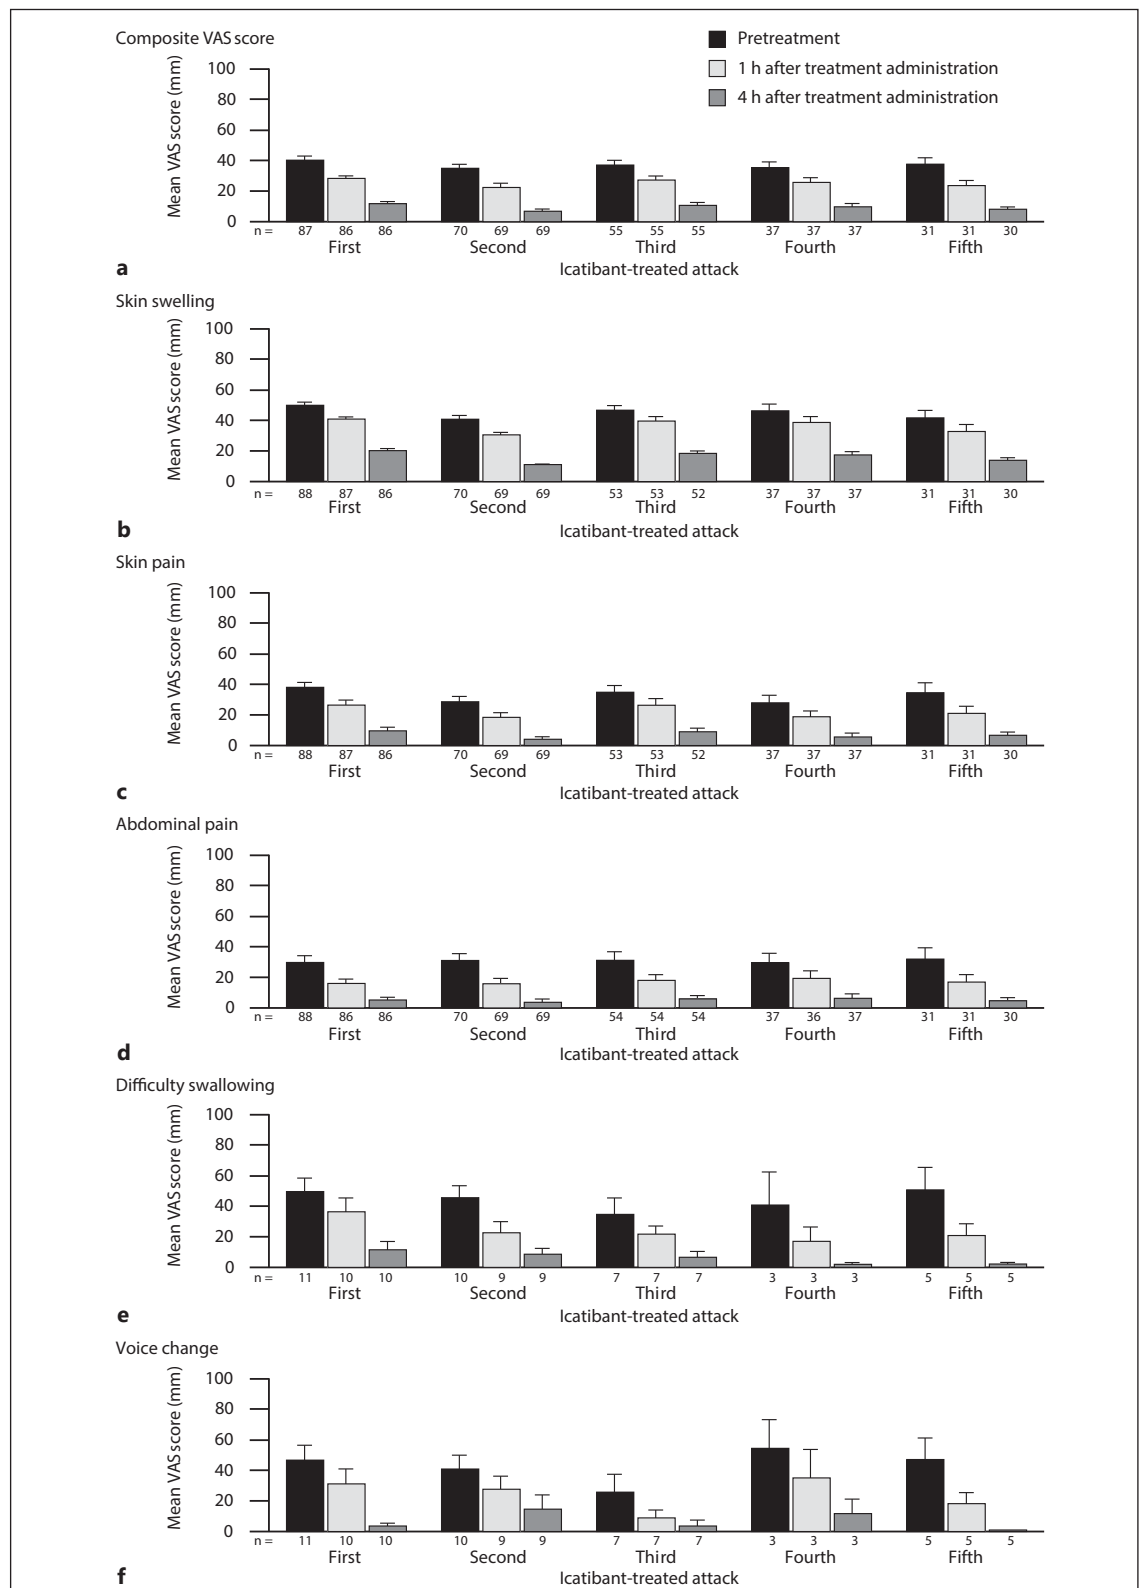 Composite VAS score
Pretreatment
1 h after treatment administration
4 h after treatment administration
Mean VAS score (mm)
100
80
60
40
20
0
n = 87 86 86 70 69 69 55 55 55 37 37 37 31 31 30
First Second Third Fourth Fifth
a Icatibant-treated attack
Skin swelling
Mean VAS score (mm)
100
80
60
40
20
0
n = 88 87 86 70 69 69 53 53 52 37 37 37 31 31 30
First Second Third Fourth Fifth
b Icatibant-treated attack
Skin pain
Mean VAS score (mm)
100
80
60
40
20
0
n = 88 87 86 70 69 69 53 53 52 37 37 37 31 31 30
First Second Third Fourth Fifth
c Icatibant-treated attack
Abdominal pain
Mean VAS score (mm)
100
80
60
40
20
0
n = 88 86 86 70 69 69 54 54 54 37 36 37 31 31 30
First Second Third Fourth Fifth
d Icatibant-treated attack
Difficulty swallowing
Mean VAS score (mm)
100
80
60
40
20
0
n = 11 10 10 10 9 9 7 7 7 3 3 3 5 5 5
First Second Third Fourth Fifth
e Icatibant-treated attack
Voice change
Mean VAS score (mm)
100
80
60
40
20
0
n = 11 10 10 10 9 9 7 7 7 3 3 3 5 5 5
First Second Third Fourth Fifth
f Icatibant-treated attack